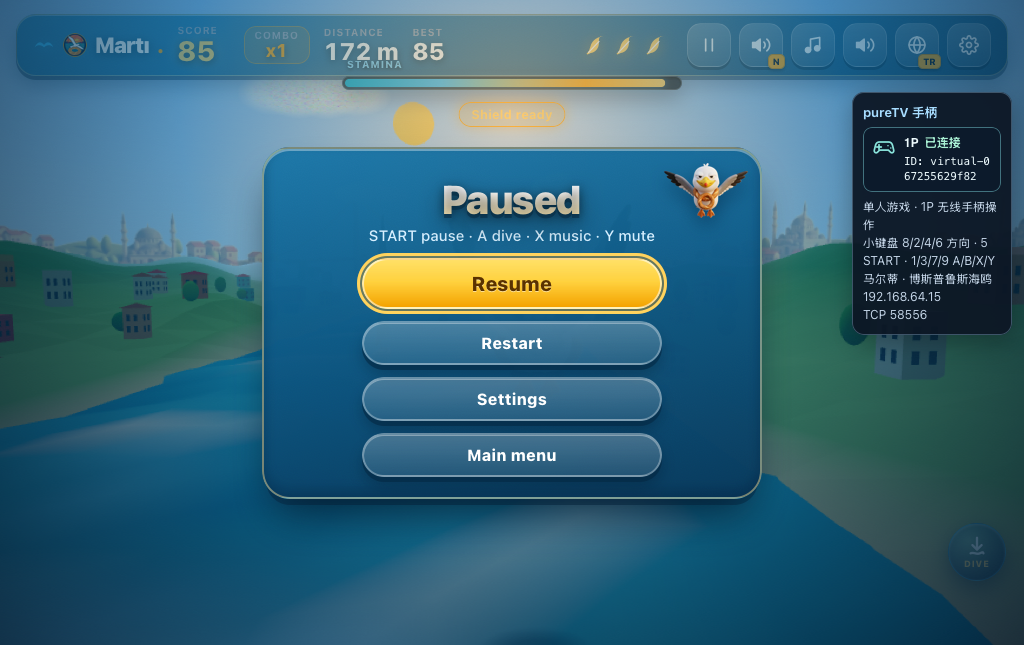 Martı
SCORE
85
COMBO
x1
DISTANCE
172 m
BEST
85
STAMINA
N
TR
Shield ready
pureTV 手柄
1P 已连接
ID: virtual-0
67255629f82
单人游戏 · 1P 无线手柄操
作
小键盘 8/2/4/6 方向 · 5
START · 1/3/7/9 A/B/X/Y
马尔蒂 · 博斯普鲁斯海鸥
192.168.64.15
TCP 58556
Paused
START pause · A dive · X music · Y mute
Resume
Restart
Settings
Main menu
DIVE